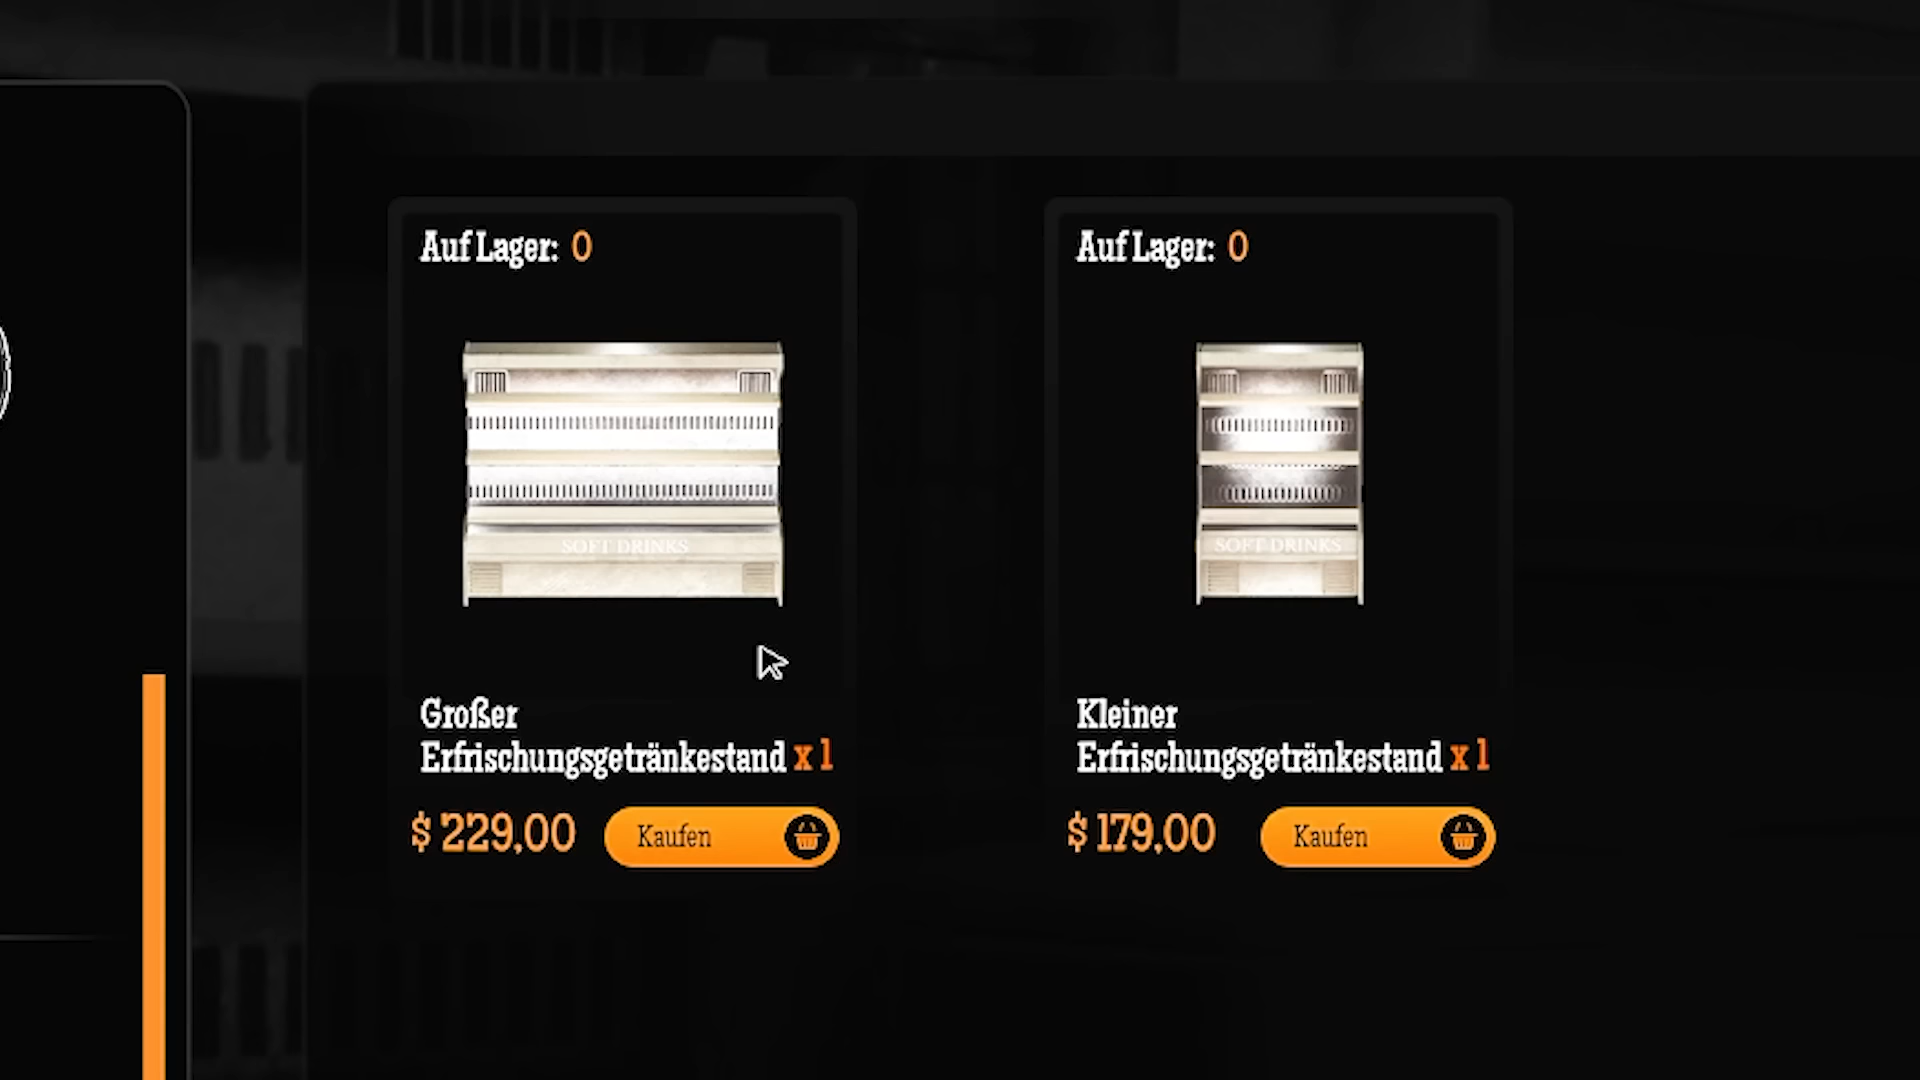 Auf Lager: 0
SOFT DRINKS
Großer
Erfrischungsgetränkestand x 1
$ 229,00
Kaufen
Auf Lager: 0
SOFT DRINKS
Kleiner
Erfrischungsgetränkestand x 1
$ 179,00
Kaufen